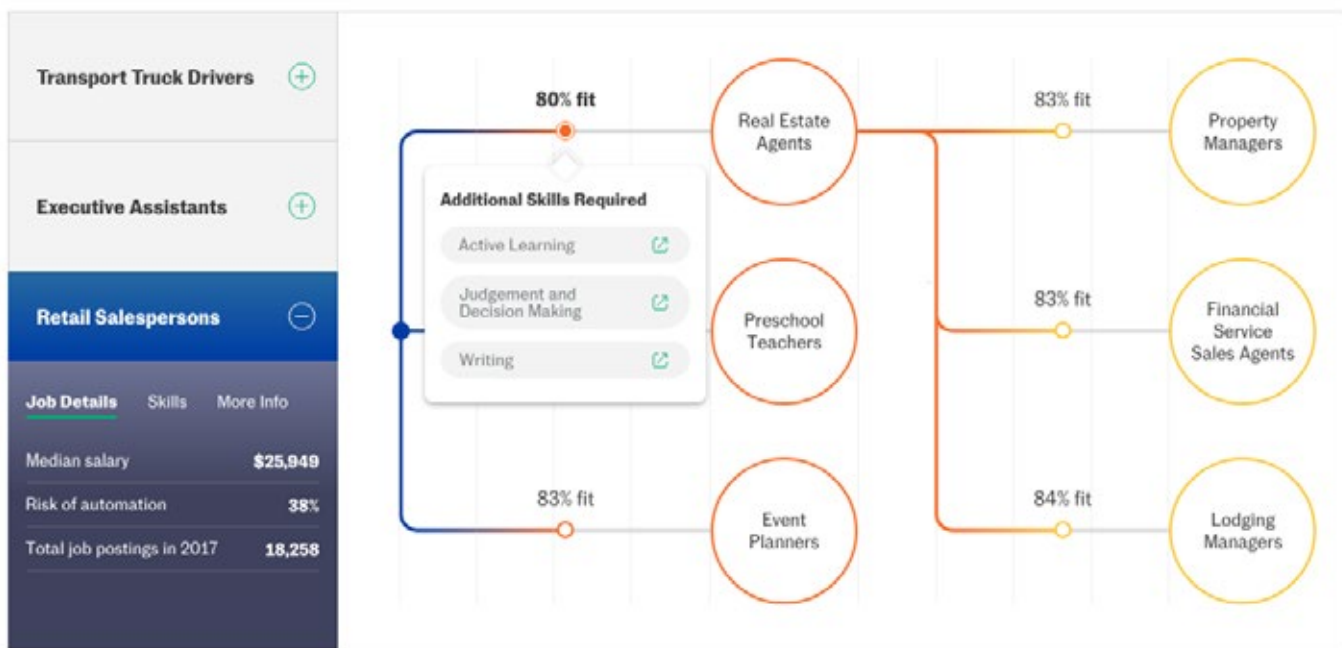 Transport Truck Drivers
Executive Assistants
Retail Salespersons
Job Details Skills More Info
Median salary $25,949
Risk of automation 38%
Total job postings in 2017 18,258
80% fit
Additional Skills Required
Active Learning
Judgement and
Decision Making
Writing
83% fit
Real Estate
Agents
Preschool
Teachers
Event
Planners
83% fit
83% fit
84% fit
Property
Managers
Financial
Service
Sales Agents
Lodging
Managers